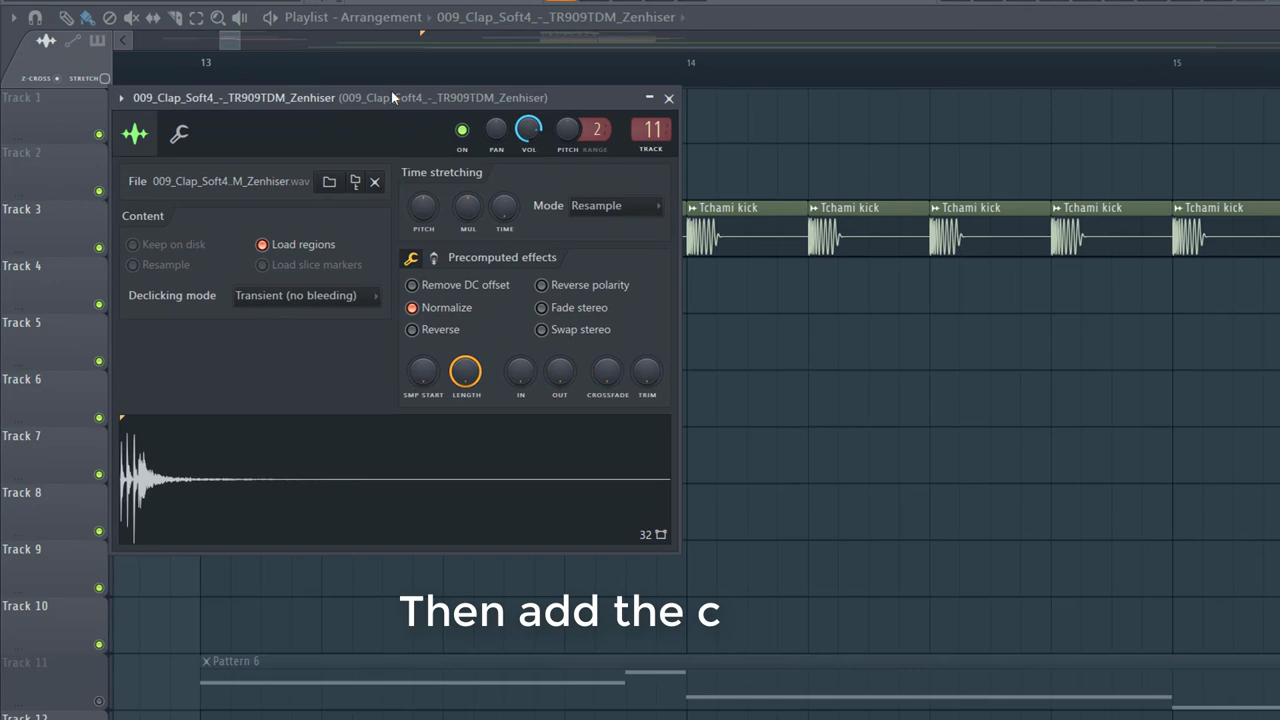 Playlist - Arrangement › 009_Clap_Soft4_-_TR909TDM_Zenhiser ›
13
14
15
Z-CROSS
STRETCH
Track 1
Track 2
Track 3
Track 4
Track 5
Track 6
Track 7
Track 8
Track 9
Track 10
Track 11
Track 12
009_Clap_Soft4_-_TR909TDM_Zenhiser (009_Clap_Soft4_-_TR909TDM_Zenhiser)
ON
PAN
VOL
PITCH
2
RANGE
11
TRACK
File 009_Clap_Soft4..M_Zenhiser.wav
Content
Keep on disk
Load regions
Resample
Load slice markers
Declicking mode
Transient (no bleeding)
Time stretching
PITCH
MUL
TIME
Mode
Resample
Precomputed effects
Remove DC offset
Reverse polarity
Normalize
Fade stereo
Reverse
Swap stereo
SMP START
LENGTH
IN
OUT
CROSSFADE
TRIM
32
Tchami kick
Tchami kick
Tchami kick
Tchami kick
Tchami kick
Then add the c
Pattern 6